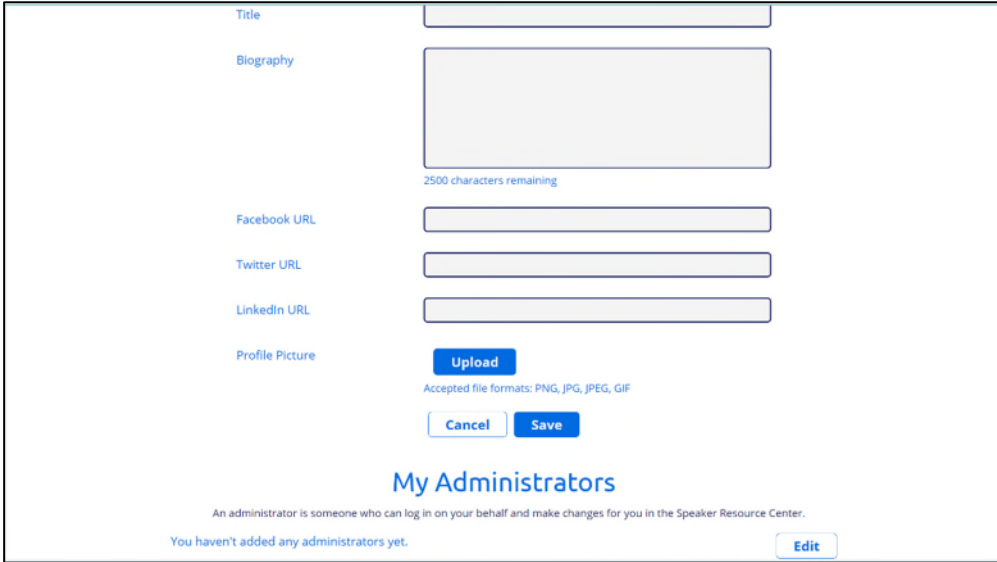 Title
Biography
2500 characters remaining
Facebook URL
Twitter URL
LinkedIn URL
Profile Picture
Upload
Accepted file formats: PNG, JPG, JPEG, GIF
Cancel Save
My Administrators
An administrator is someone who can log in on your behalf and make changes for you in the Speaker Resource Center.
You haven't added any administrators yet.
Edit